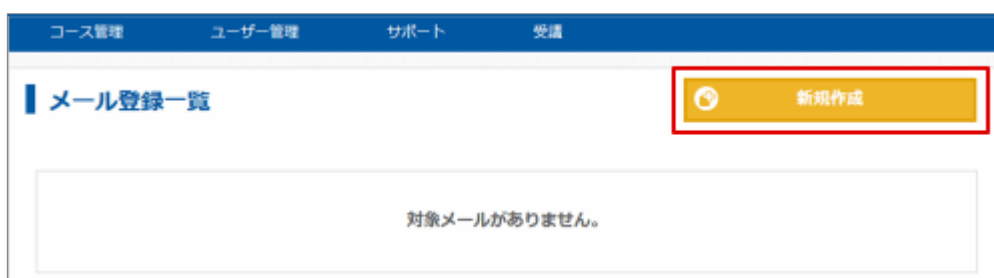 コース管理 ユーザー管理 サポート 受講
メール登録一覧 新規作成
対象メールがありません。